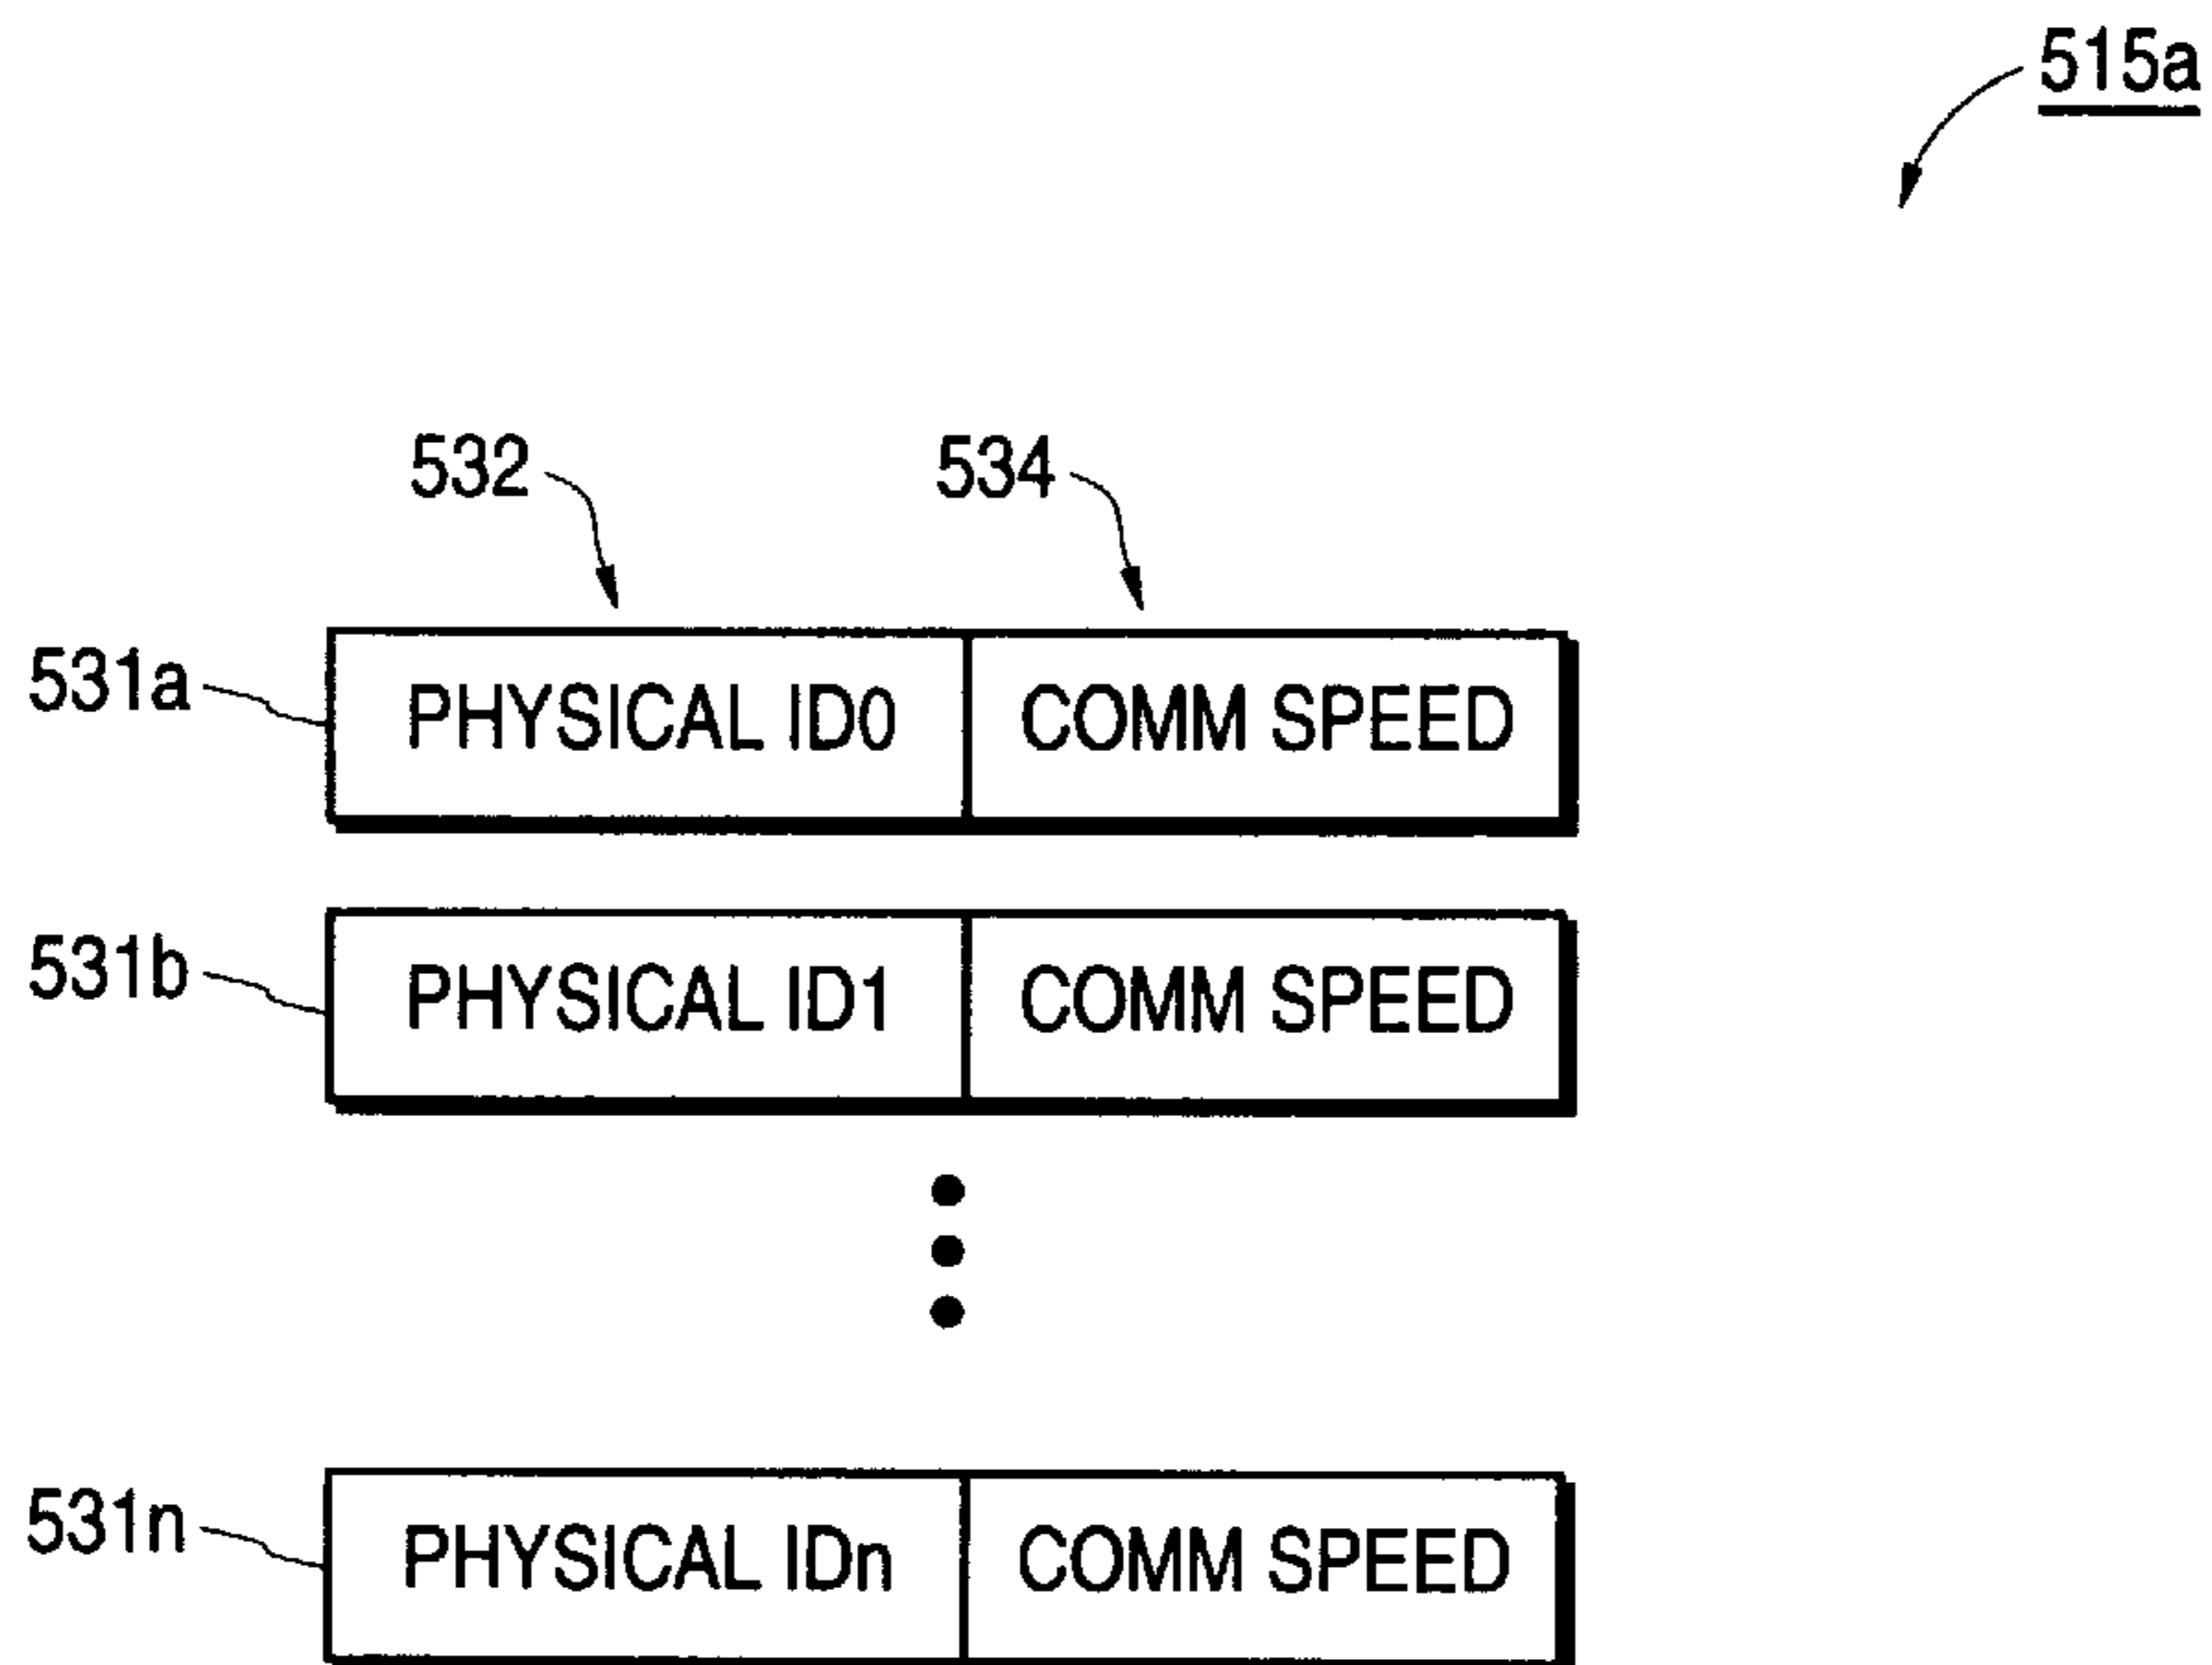 515a
532 534
531a PHYSICAL ID0 COMM SPEED
531b PHYSICAL ID1 COMM SPEED
531n PHYSICAL IDn COMM SPEED